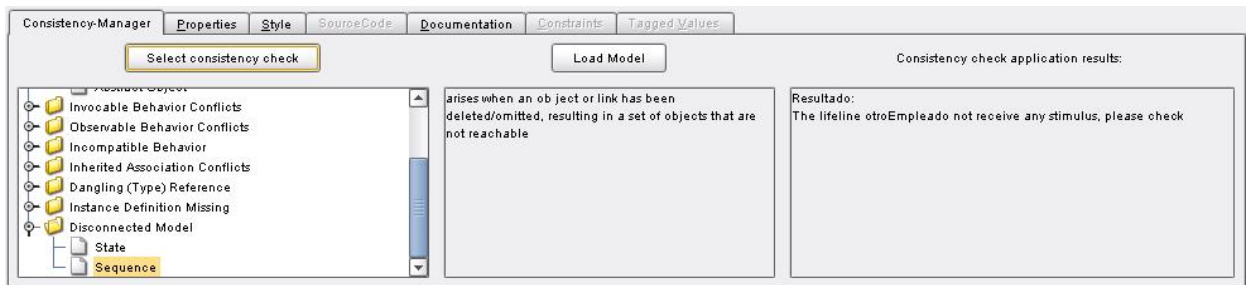 Consistency-Manager Properties Style SourceCode Documentation Constraints Tagged Values
Select consistency check
Load Model
Consistency check application results:
Abstract Object
Invocable Behavior Conflicts
Observable Behavior Conflicts
Incompatible Behavior
Inherited Association Conflicts
Dangling (Type) Reference
Instance Definition Missing
Disconnected Model
State
Sequence
arises when an ob ject or link has been
deleted/omitted, resulting in a set of objects that are
not reachable
Resultado:
The lifeline otroEmpleado not receive any stimulus, please check